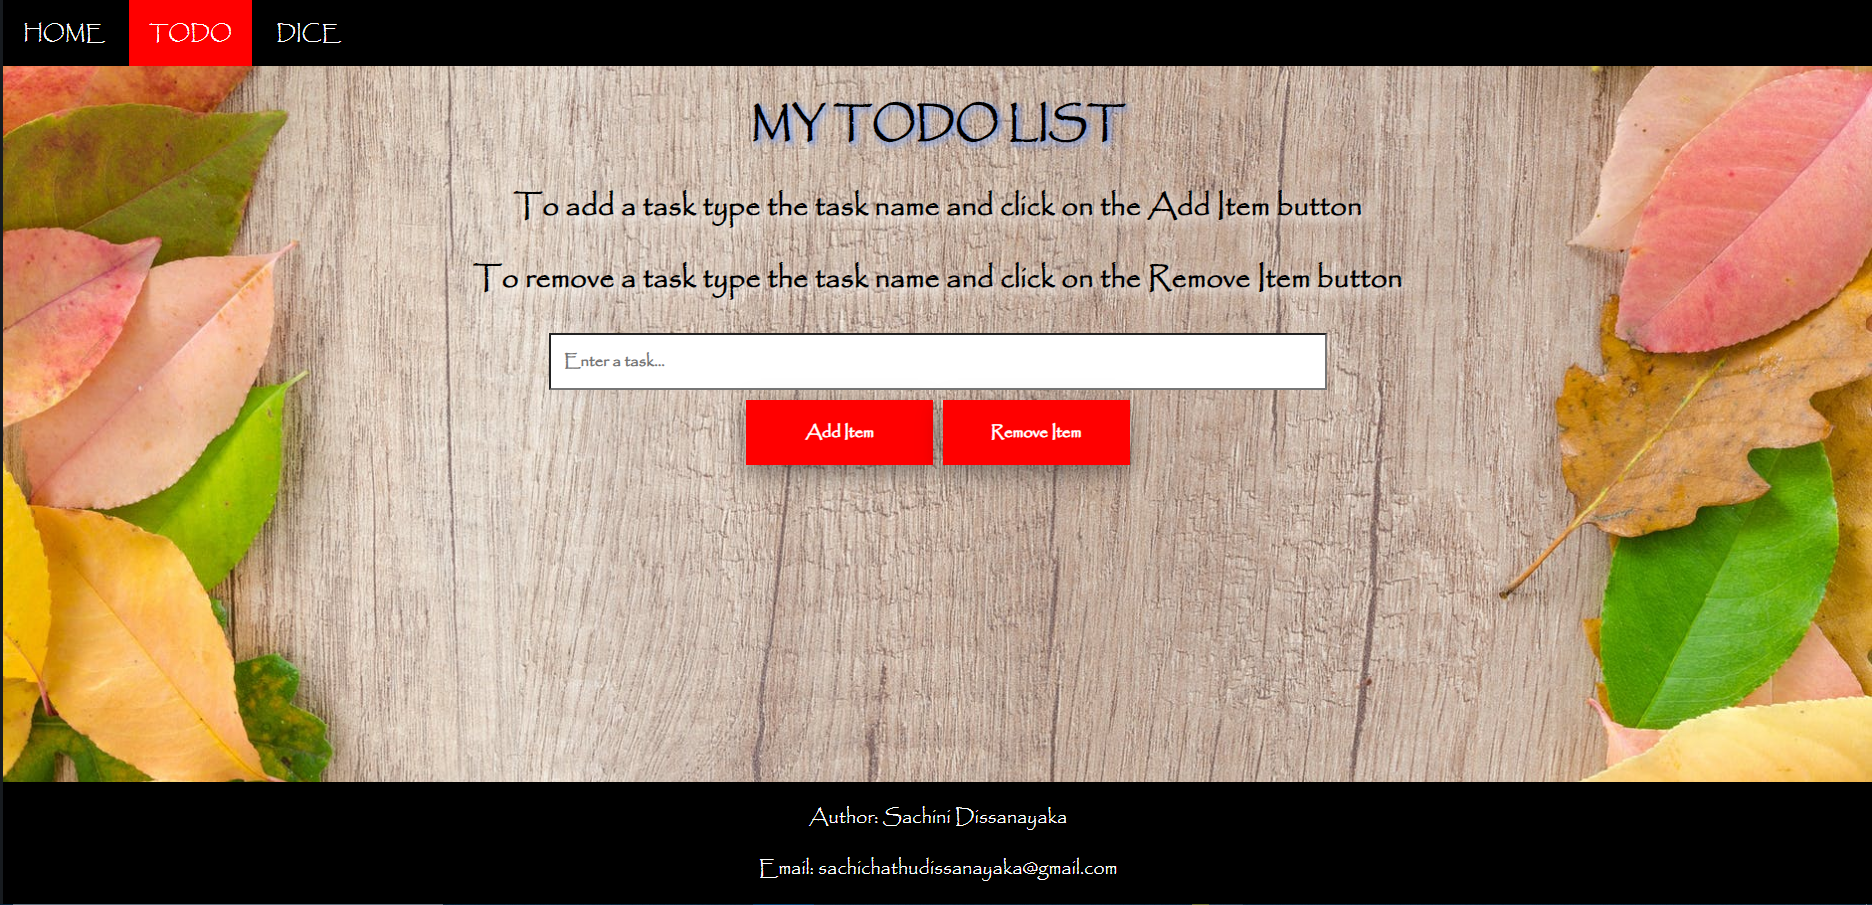 HOME TODO DICE
MY TODO LIST
To add a task type the task name and click on the Add Item button
To remove a task type the task name and click on the Remove Item button
Enter a task...
Add Item Remove Item
Author: Sachini Dissanayaka
Email: sachichathudissanayaka@gmail.com